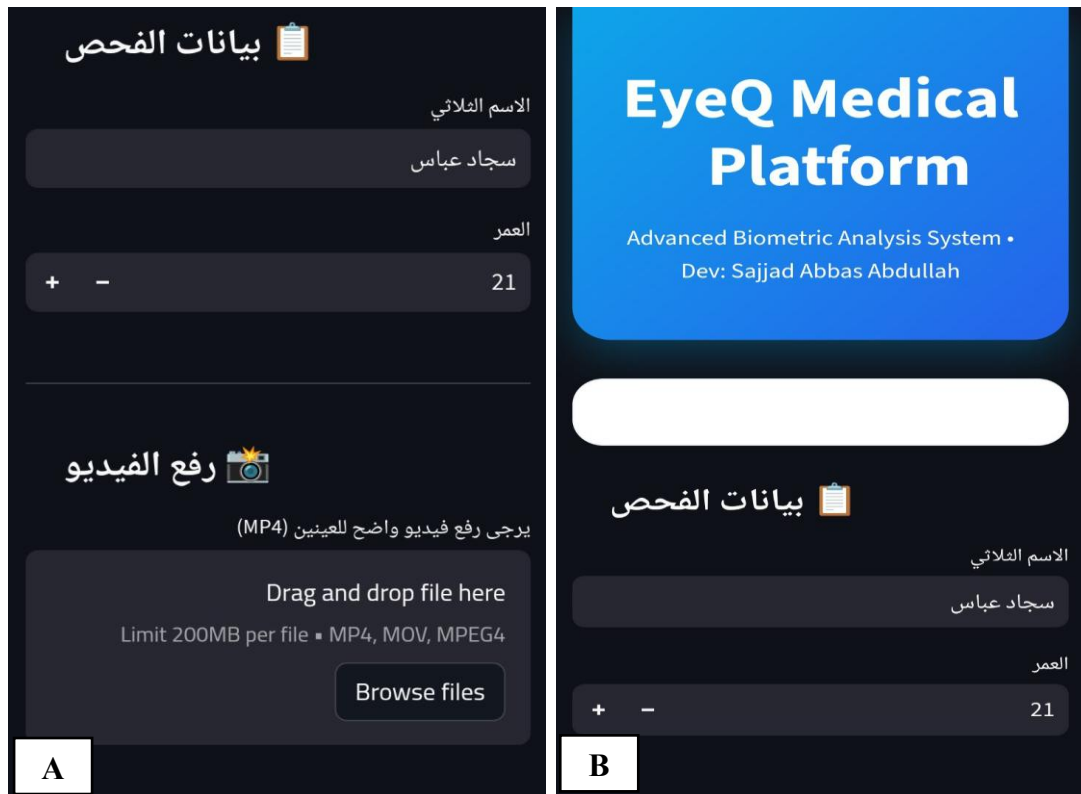 📋 بيانات الفحص
الاسم الثلاثي
سجاد عباس
العمر
+ − 21
📸 رفع الفيديو
يرجى رفع فيديو واضح للعينين (MP4)
Drag and drop file here
Limit 200MB per file • MP4, MOV, MPEG4
Browse files
A
EyeQ Medical
Platform
Advanced Biometric Analysis System •
Dev: Sajjad Abbas Abdullah
📋 بيانات الفحص
الاسم الثلاثي
سجاد عباس
العمر
+ − 21
B